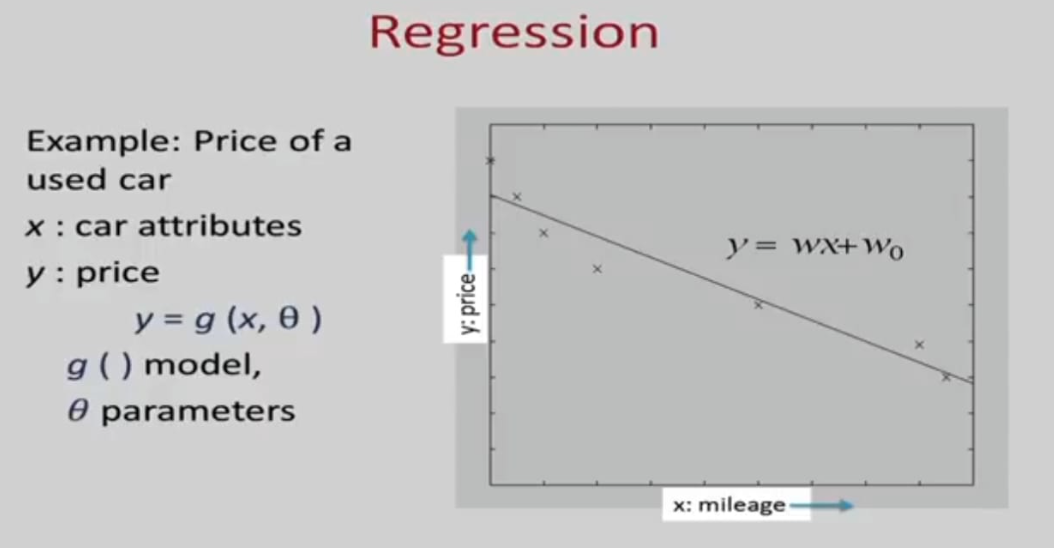 Regression
Example: Price of a
used car
x : car attributes
y : price
y = g (x, θ )
g ( ) model,
θ parameters
y: price
y = wx+w₀
x: mileage